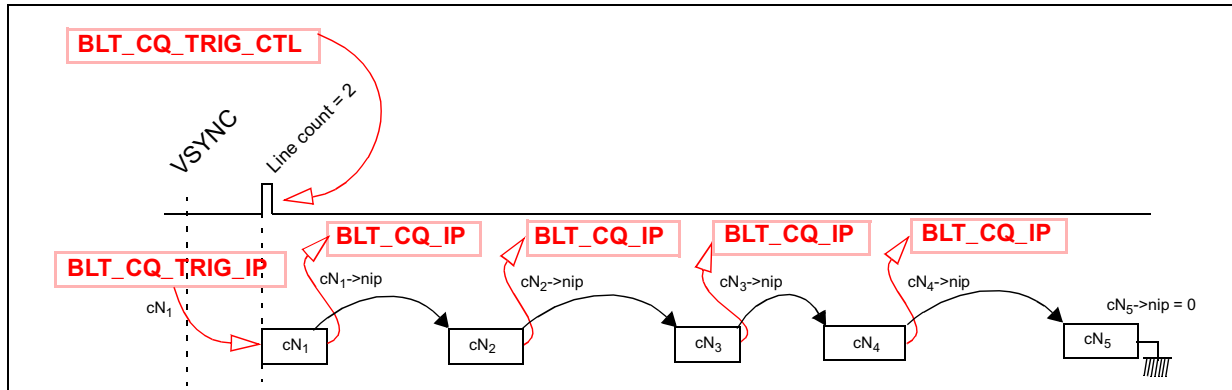 BLT_CQ_TRIG_CTL
VSYNC
Line count = 2
BLT_CQ_IP
BLT_CQ_IP
BLT_CQ_IP
BLT_CQ_IP
BLT_CQ_TRIG_IP
cN1
cN1->nip
cN2->nip
cN3->nip
cN4->nip
cN5->nip = 0
cN1
cN2
cN3
cN4
cN5